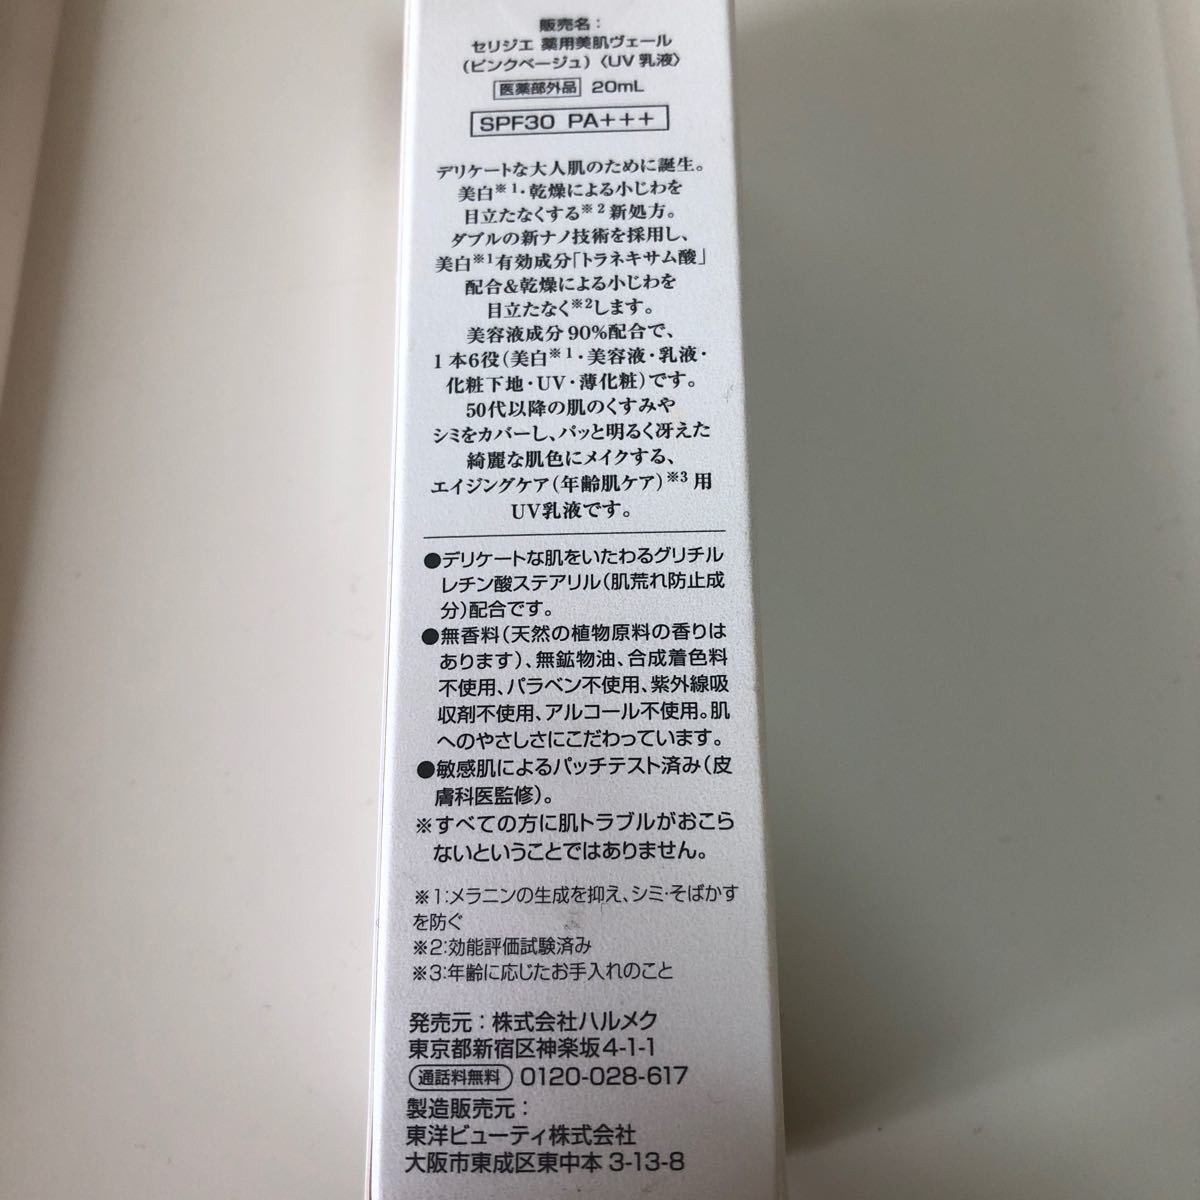 販売名：
セリジエ 薬用美肌ヴェール
(ピンクベージュ)〈UV 乳液〉
医薬部外品 20mL
SPF30 PA+++
デリケートな大人肌のために誕生。
美白※1・乾燥による小じわを
目立たなくする※2新処方。
ダブルの新ナノ技術を採用し、
美白※1有効成分「トラネキサム酸」
配合&乾燥による小じわを
目立たなく※2します。
美容液成分90%配合で、
1本6役(美白※1・美容液・乳液・
化粧下地・UV・薄化粧)です。
50代以降の肌のくすみや
シミをカバーし、パッと明るく冴えた
綺麗な肌色にメイクする、
エイジングケア(年齢肌ケア)※3用
UV乳液です。
●デリケートな肌をいたわるグリチル
レチン酸ステアリル(肌荒れ防止成
分)配合です。
●無香料(天然の植物原料の香りは
あります)、無鉱物油、合成着色料
不使用、パラベン不使用、紫外線吸
収剤不使用、アルコール不使用。肌
へのやさしさにこだわっています。
●敏感肌によるパッチテスト済み(皮
膚科医監修)。
※すべての方に肌トラブルがおこら
ないということではありません。
※1:メラニンの生成を抑え、シミ・そばかす
を防ぐ
※2:効能評価試験済み
※3:年齢に応じたお手入れのこと
発売元：株式会社ハルメク
東京都新宿区神楽坂4-1-1
通話料無料 0120-028-617
製造販売元：
東洋ビューティ株式会社
大阪市東成区東中本 3-13-8